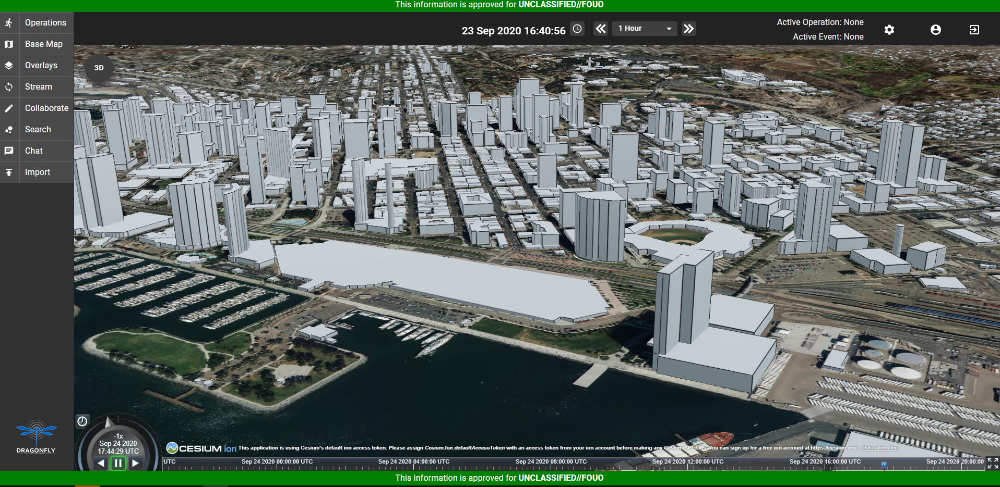 This information is approved for UNCLASSIFIED//FOUO
Operations
Base Map
Overlays
Stream
Collaborate
Search
Chat
Import
23 Sep 2020 16:40:56
1 Hour
Active Operation: None
Active Event: None
3D
DRAGONFLY
-1x
Sep 24 2020
17:44:29 UTC
CESIUM ion This application is using Cesium's default ion access token. Please assign Cesium.Ion.defaultAccessToken with an access token from your ion account before making any Cesium API calls. You can sign up for a free ion account at https://cesium.com. Data attribution
UTC
Sep 24 2020 00:00:00 UTC
Sep 24 2020 04:00:00 UTC
Sep 24 2020 08:00:00 UTC
Sep 24 2020 12:00:00 UTC
Sep 24 2020 16:00:00 UTC
Sep 24 2020 20:00:00
This information is approved for UNCLASSIFIED//FOUO